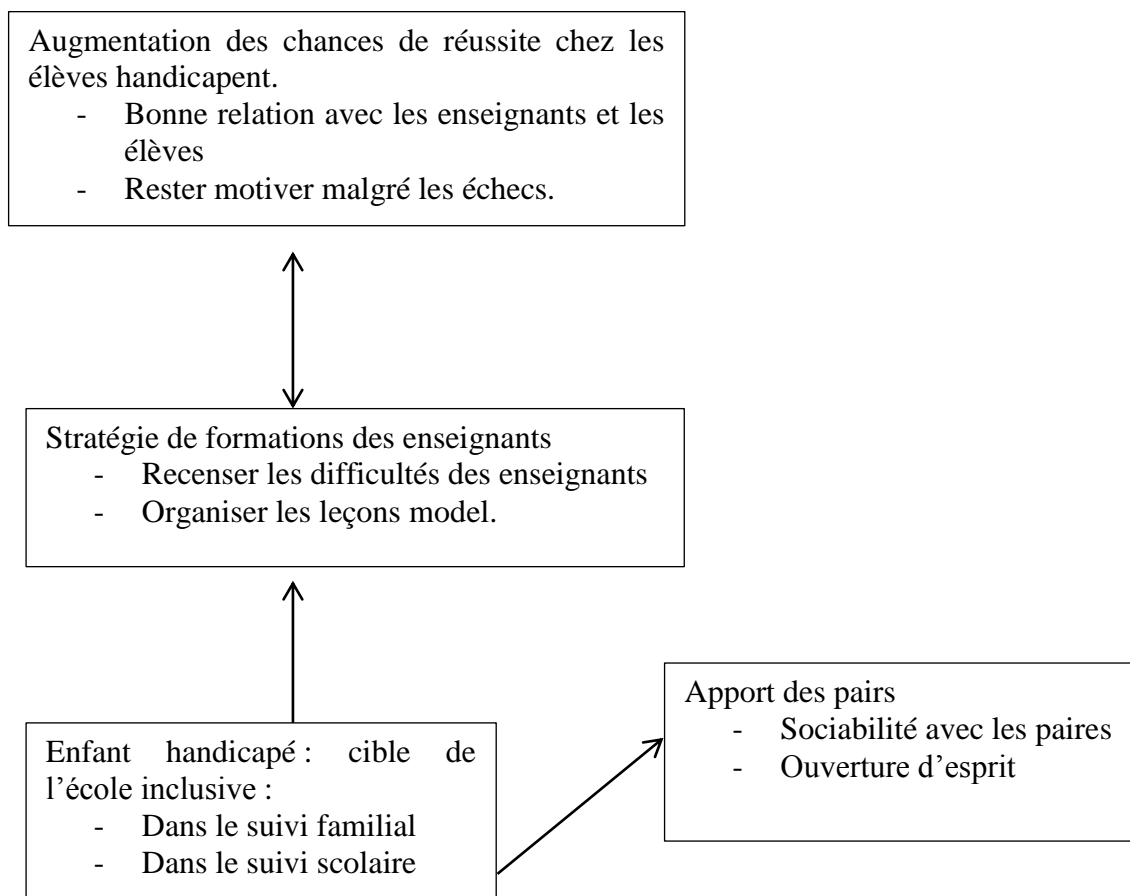 Augmentation des chances de réussite chez les
élèves handicapent.
- Bonne relation avec les enseignants et les
élèves
- Rester motiver malgré les échecs.
Stratégie de formations des enseignants
- Recenser les difficultés des enseignants
- Organiser les leçons model.
Enfant handicapé : cible de
l’école inclusive :
- Dans le suivi familial
- Dans le suivi scolaire
Apport des pairs
- Sociabilité avec les paires
- Ouverture d’esprit